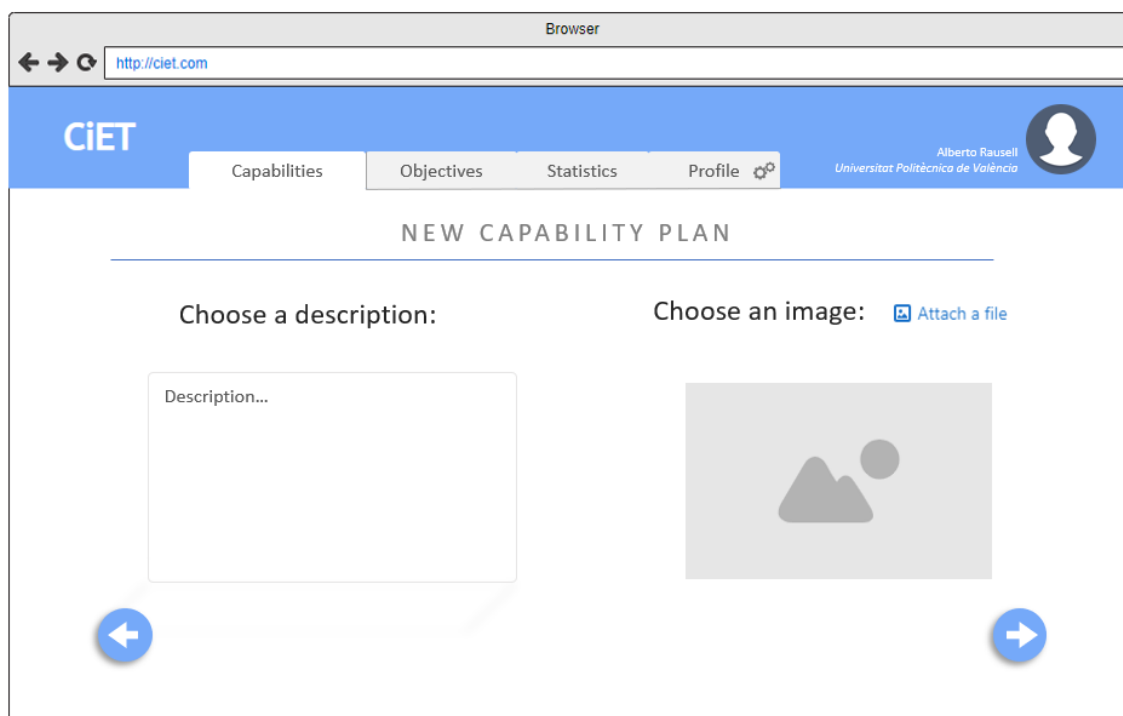 Browser
http://ciet.com
CiET
Capabilities
Objectives
Statistics
Profile
Alberto Rausell
Universitat Politècnica de València
NEW CAPABILITY PLAN
Choose a description:
Choose an image:
Attach a file
Description...